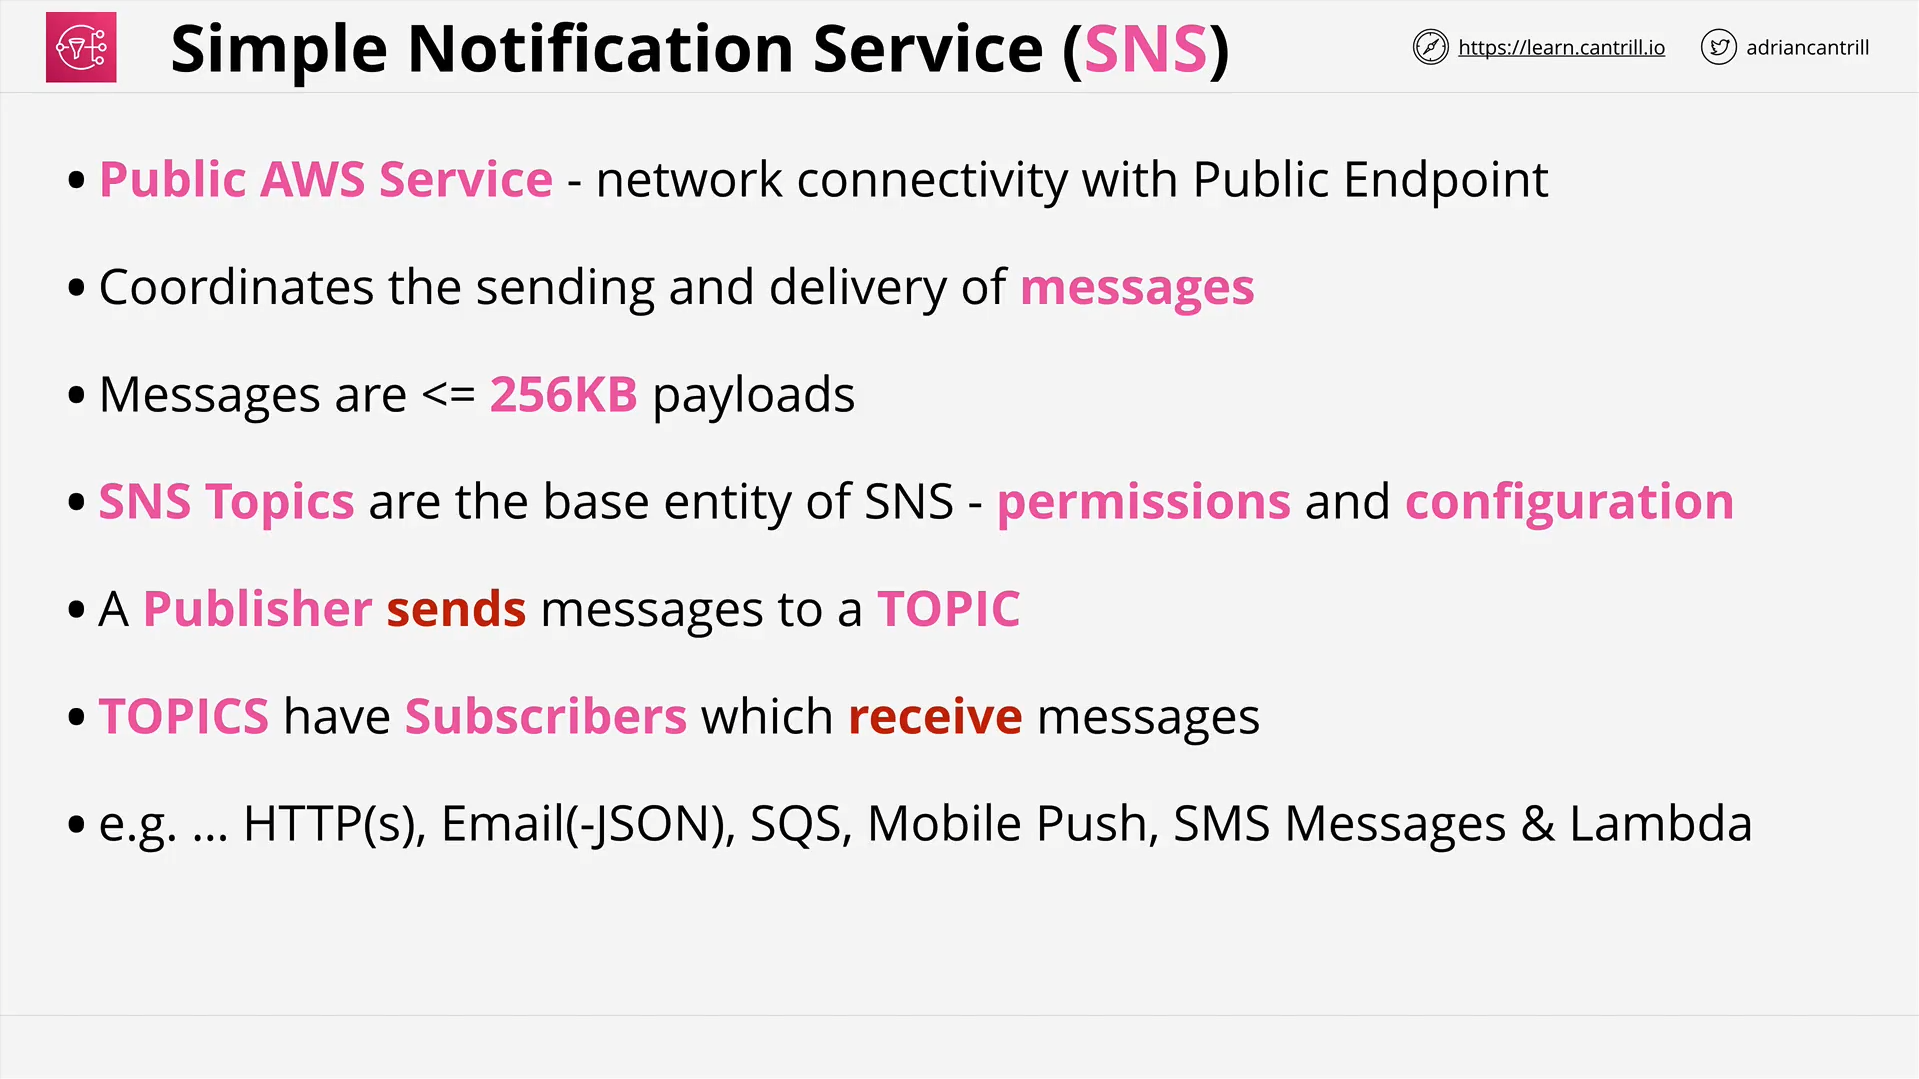 Simple Notification Service (SNS)
https://learn.cantrill.io
adriancantrill
• Public AWS Service - network connectivity with Public Endpoint
• Coordinates the sending and delivery of messages
• Messages are <= 256KB payloads
• SNS Topics are the base entity of SNS - permissions and configuration
• A Publisher sends messages to a TOPIC
• TOPICS have Subscribers which receive messages
• e.g. ... HTTP(s), Email(-JSON), SQS, Mobile Push, SMS Messages & Lambda